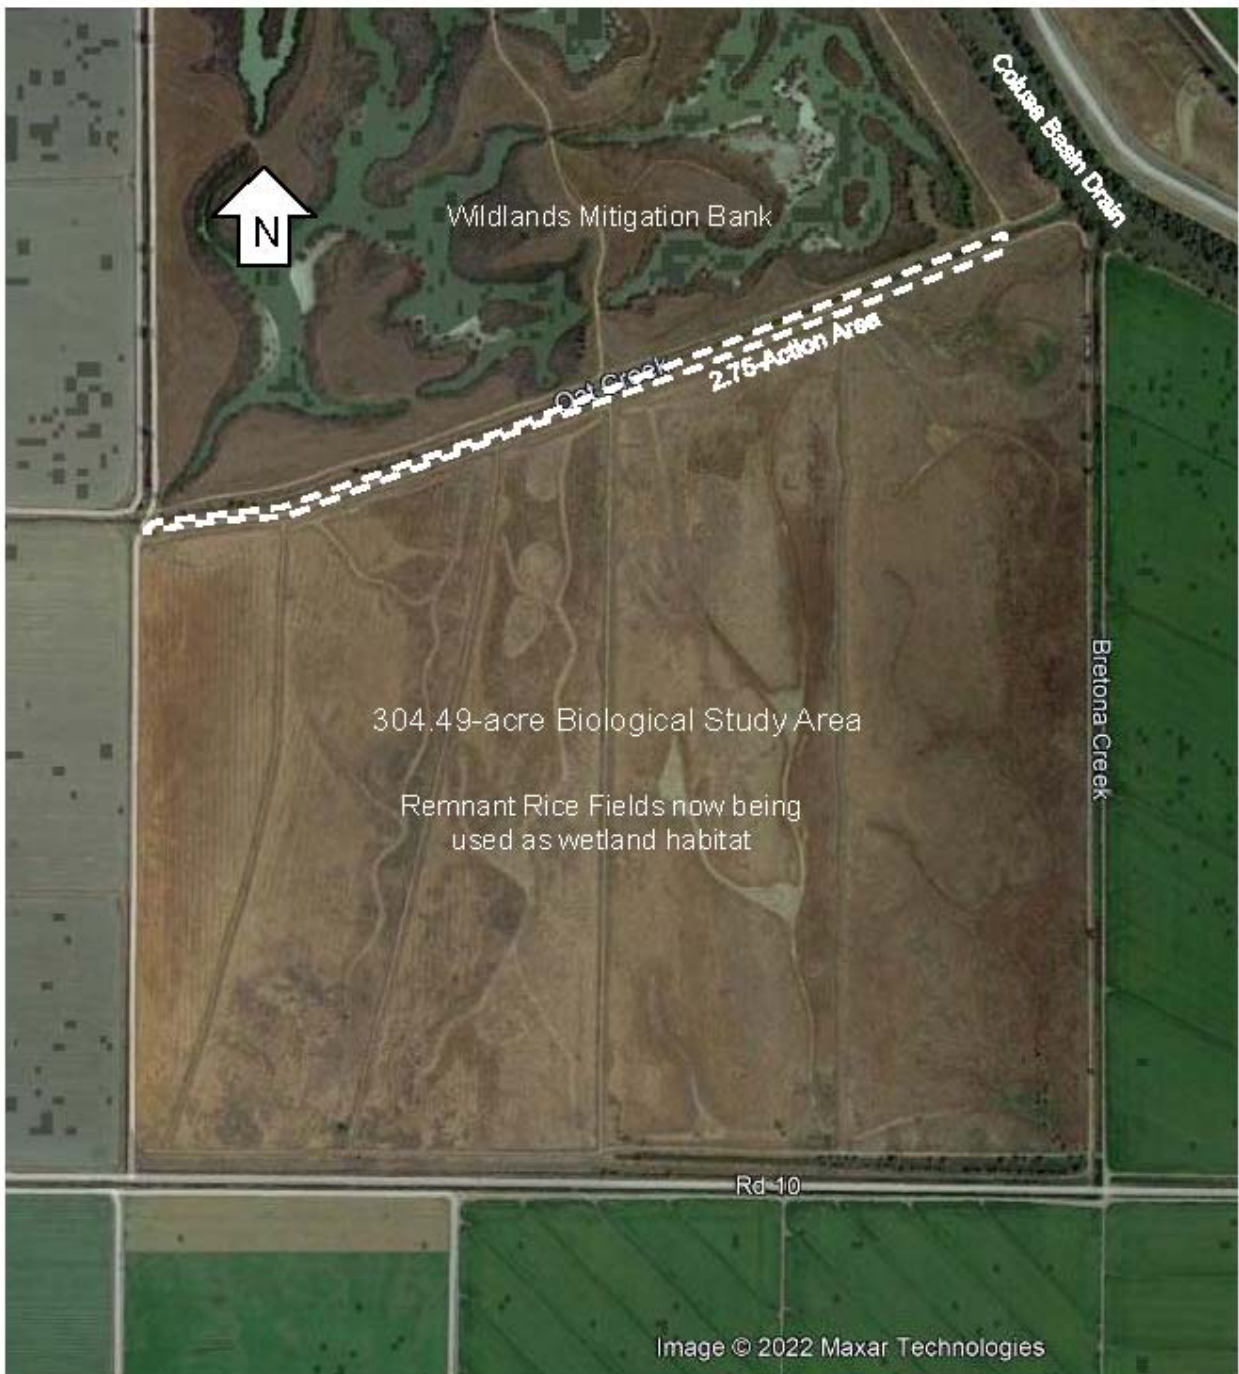 Colusa Basin Drain
Wildlands Mitigation Bank
N
2.75-Action Area
Oat Creek
Bretona Creek
304.49-acre Biological Study Area
Remnant Rice Fields now being
used as wetland habitat
Rd 10
Image © 2022 Maxar Technologies